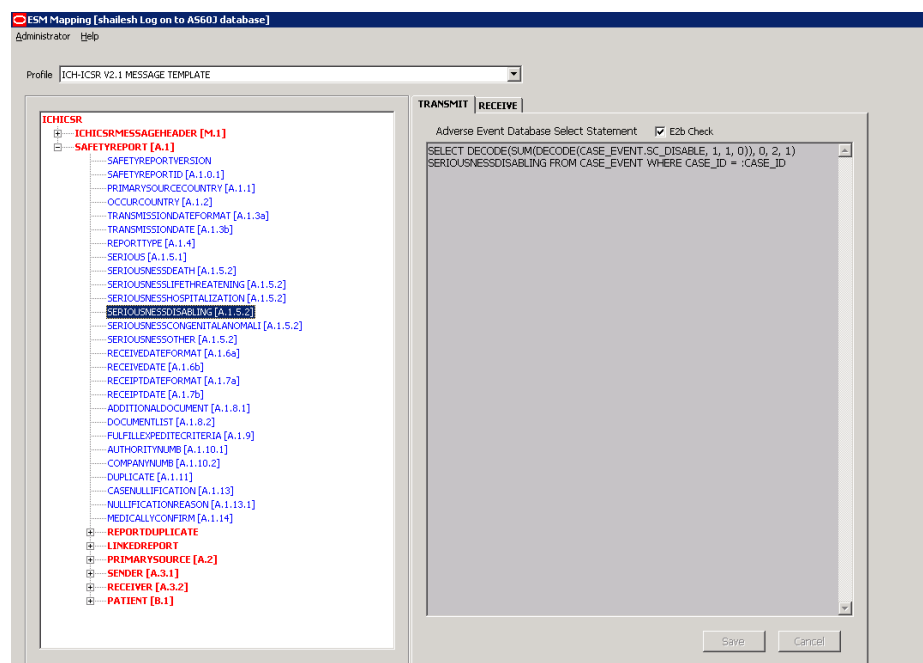 ESM Mapping [shailesh Log on to AS60J database]
Administrator Help
Profile ICH-ICSR V2.1 MESSAGE TEMPLATE
ICHICSR
ICHICSRMESSAGEHEADER [M.1]
SAFETYREPORT [A.1]
SAFETYREPORTVERSION
SAFETYREPORTID [A.1.0.1]
PRIMARYSOURCECOUNTRY [A.1.1]
OCCURCOUNTRY [A.1.2]
TRANSMISSIONDATEFORMAT [A.1.3a]
TRANSMISSIONDATE [A.1.3b]
REPORTTYPE [A.1.4]
SERIOUS [A.1.5.1]
SERIOUSNESSDEATH [A.1.5.2]
SERIOUSNESSLIFETHREATENING [A.1.5.2]
SERIOUSNESSHOSPITALIZATION [A.1.5.2]
SERIOUSNESSDISABLING [A.1.5.2]
SERIOUSNESSCONGENITALANOMALI [A.1.5.2]
SERIOUSNESSOTHER [A.1.5.2]
RECEIVEDATEFORMAT [A.1.6a]
RECEIVEDATE [A.1.6b]
RECEIPTDATEFORMAT [A.1.7a]
RECEIPTDATE [A.1.7b]
ADDITIONALDOCUMENT [A.1.8.1]
DOCUMENTLIST [A.1.8.2]
FULFILLEXPEDITECRITERIA [A.1.9]
AUTHORITYNUMB [A.1.10.1]
COMPANYNUMB [A.1.10.2]
DUPLICATE [A.1.11]
CASENULLIFICATION [A.1.13]
NULLIFICATIONREASON [A.1.13.1]
MEDICALLYCONFIRM [A.1.14]
REPORTDUPLICATE
LINKEDREPORT
PRIMARYSOURCE [A.2]
SENDER [A.3.1]
RECEIVER [A.3.2]
PATIENT [B.1]
TRANSMIT RECEIVE
Adverse Event Database Select Statement E2b Check
SELECT DECODE(SUM(DECODE(CASE_EVENT.SC_DISABLE, 1, 1, 0)), 0, 2, 1)
SERIOUSNESSDISABLING FROM CASE_EVENT WHERE CASE_ID = :CASE_ID
Save Cancel